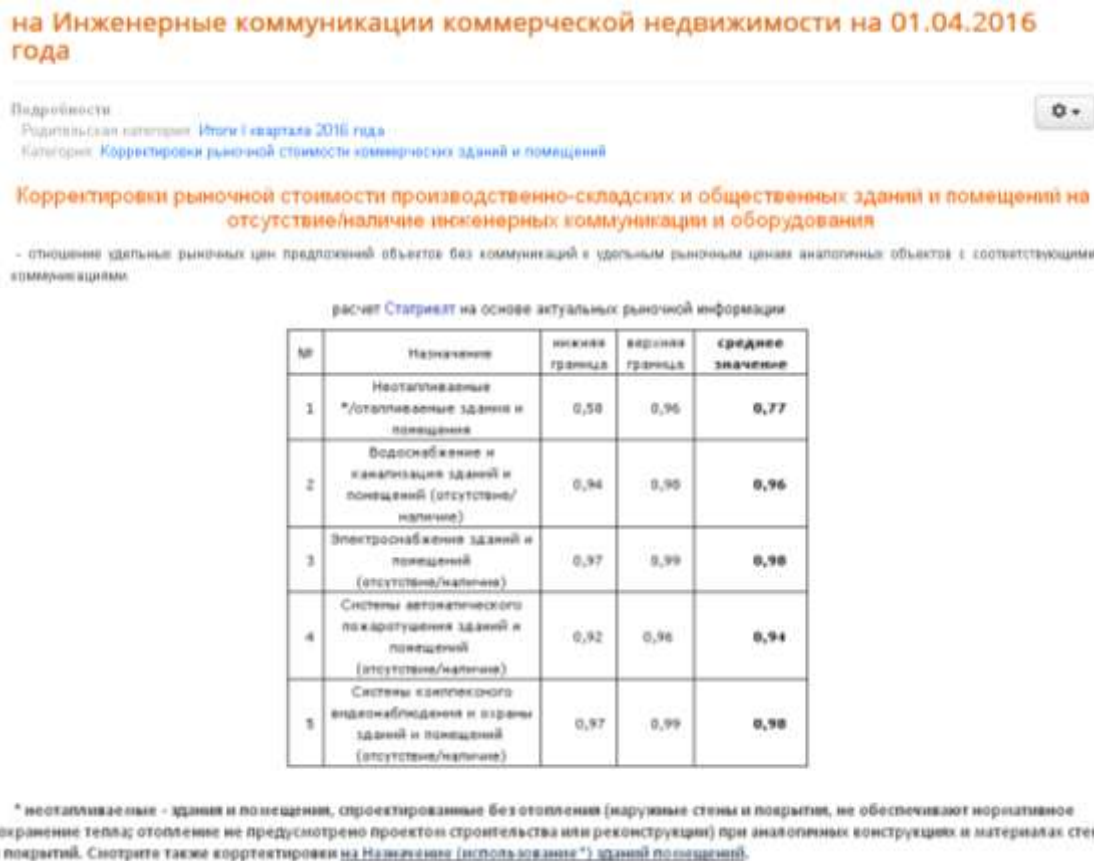 на Инженерные коммуникации коммерческой недвижимости на 01.04.2016
года
Подробности
Родительская категория: Итоги I квартала 2016 года
Категория: Корректировки рыночной стоимости коммерческих зданий и помещений
Корректировки рыночной стоимости производственно-складских и общественных зданий и помещений на
отсутствие/наличие инженерных коммуникации и оборудования
- отношение удельных рыночных цен предложений объектов без коммуникаций к удельным рыночным ценам аналогичных объектов с соответствующими
коммуникациями.
расчет Статриелт на основе актуальных рыночной информации
№ Назначение нижняя граница верхняя граница среднее значение
1 Неотапливаемые */отапливаемые здания и помещения 0,58 0,96 0,77
2 Водоснабжение и канализация зданий и помещений (отсутствие/наличие) 0,94 0,98 0,96
3 Электроснабжение зданий и помещений (отсутствие/наличие) 0,97 0,99 0,98
4 Системы автоматического пожаротушения зданий и помещений (отсутствие/наличие) 0,92 0,96 0,94
5 Системы комплексного видеонаблюдения и охраны зданий и помещений (отсутствие/наличие) 0,97 0,99 0,98
* неотапливаемые - здания и помещения, спроектированные без отопления (наружные стены и покрытия, не обеспечивают нормативное
охранение тепла; отопление не предусмотрено проектом строительства или реконструкции) при аналогичных конструкциях и материалах стен
покрытий. Смотрите также корртектировки на Назначение (использование*) зданий помещений.